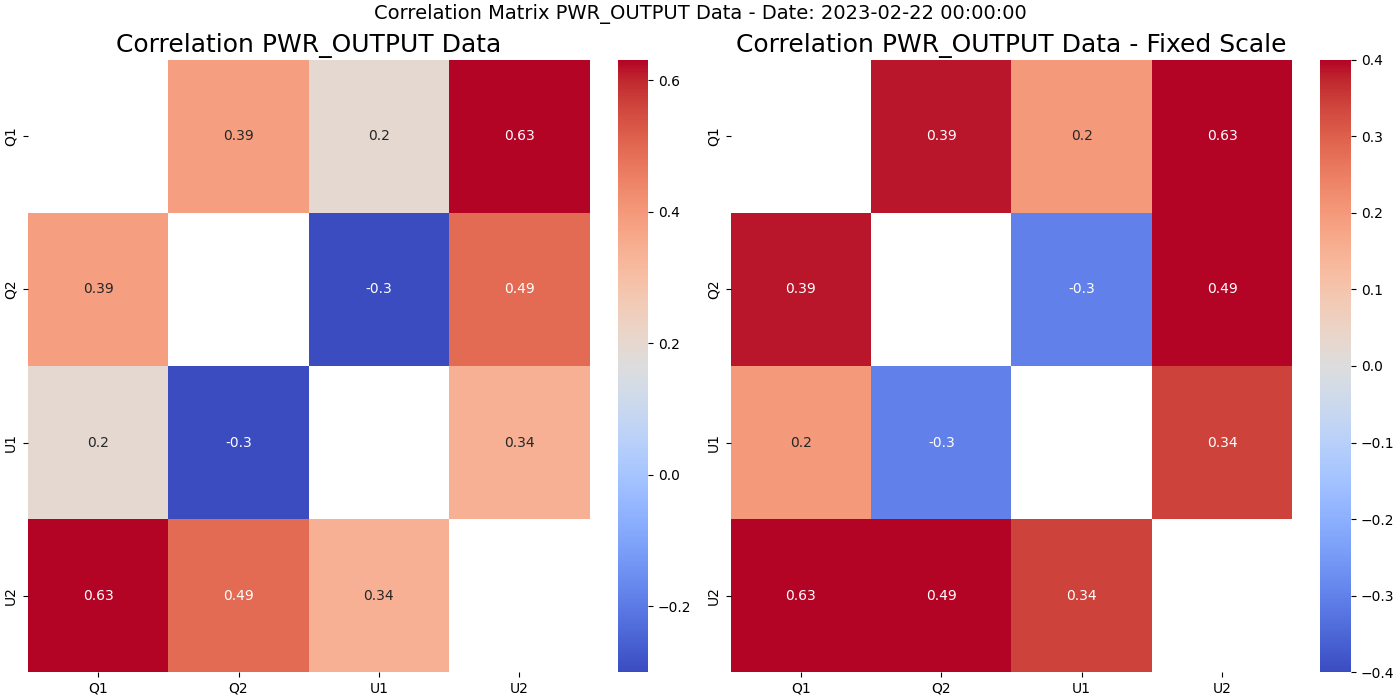 Correlation Matrix PWR_OUTPUT Data - Date: 2023-02-22 00:00:00
Correlation PWR_OUTPUT Data
Q1
0.39 0.2 0.63
Q2
0.39 -0.3 0.49
U1
0.2 -0.3 0.34
U2
0.63 0.49 0.34
Q1 Q2 U1 U2
0.6
0.4
0.2
0.0
−0.2
Correlation PWR_OUTPUT Data - Fixed Scale
Q1
0.39 0.2 0.63
Q2
0.39 -0.3 0.49
U1
0.2 -0.3 0.34
U2
0.63 0.49 0.34
Q1 Q2 U1 U2
0.4
0.3
0.2
0.1
0.0
−0.1
−0.2
−0.3
−0.4